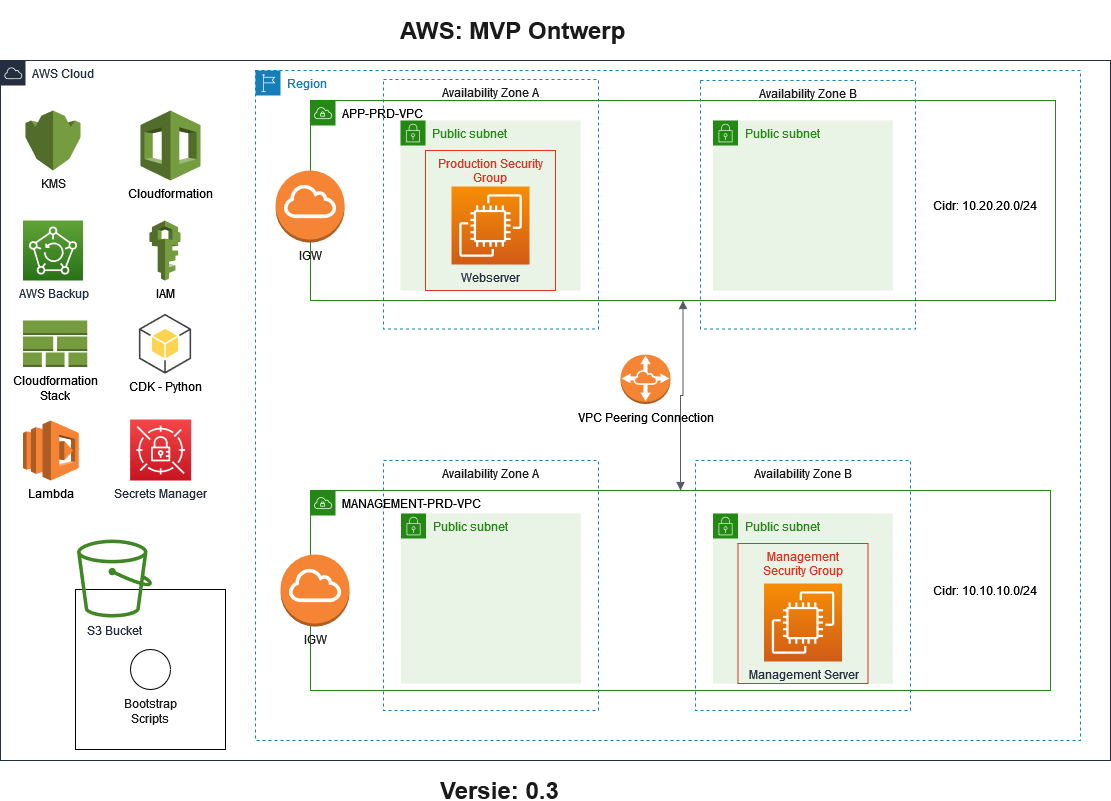 AWS: MVP Ontwerp
AWS Cloud
KMS
Cloudformation
AWS Backup
IAM
Cloudformation
Stack
CDK - Python
Lambda
Secrets Manager
S3 Bucket
Bootstrap
Scripts
Region
Availability Zone A
Availability Zone B
APP-PRD-VPC
Public subnet
Public subnet
Production Security
Group
Webserver
IGW
Cidr: 10.20.20.0/24
VPC Peering Connection
Availability Zone A
Availability Zone B
MANAGEMENT-PRD-VPC
Public subnet
Public subnet
Management
Security Group
Management Server
IGW
Cidr: 10.10.10.0/24
Versie: 0.3